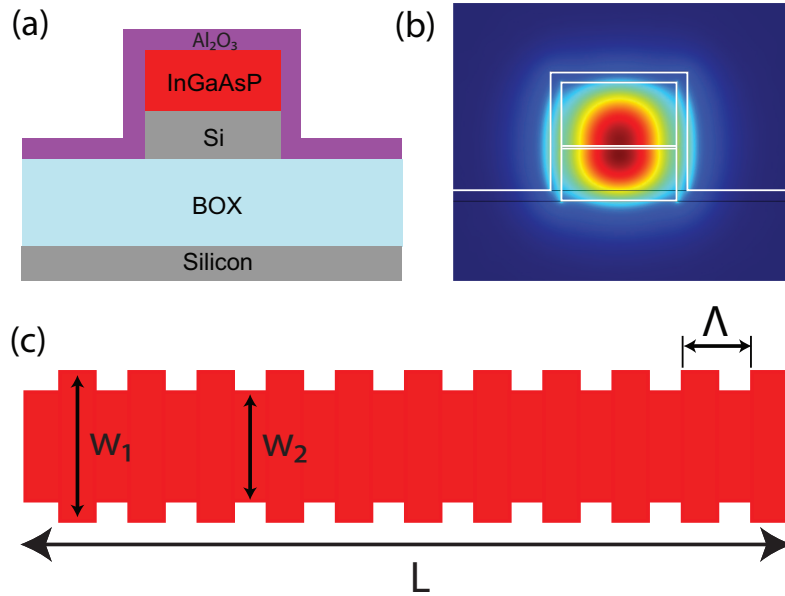 (a)
Al₂O₃
InGaAsP
Si
BOX
Silicon
(b)
(c)
Λ
W₁
W₂
L